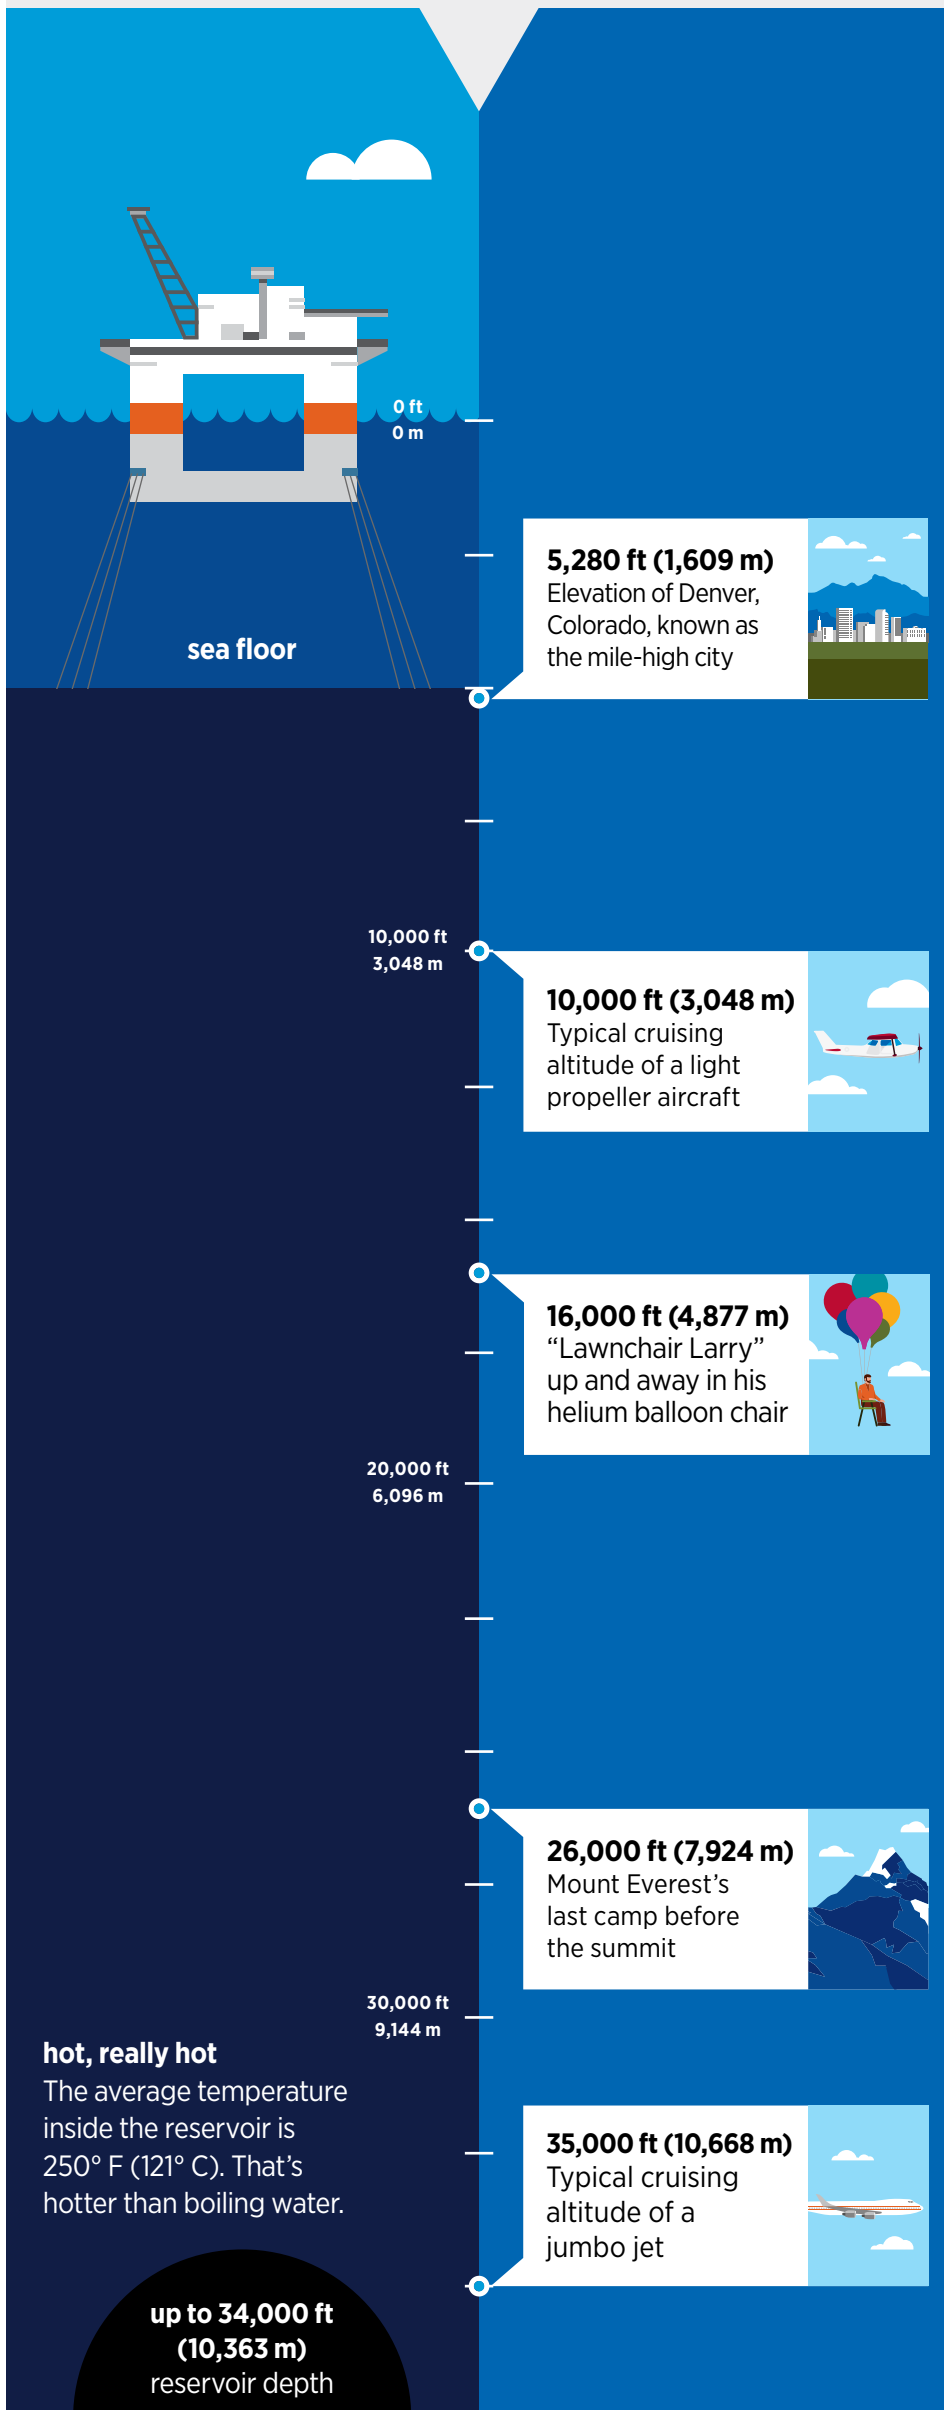 0 ft
0 m
5,280 ft (1,609 m)
Elevation of Denver,
Colorado, known as
the mile-high city
sea floor
10,000 ft
3,048 m
10,000 ft (3,048 m)
Typical cruising
altitude of a light
propeller aircraft
16,000 ft (4,877 m)
“Lawnchair Larry”
up and away in his
helium balloon chair
20,000 ft
6,096 m
26,000 ft (7,924 m)
Mount Everest’s
last camp before
the summit
30,000 ft
9,144 m
hot, really hot
The average temperature
inside the reservoir is
250° F (121° C). That’s
hotter than boiling water.
35,000 ft (10,668 m)
Typical cruising
altitude of a
jumbo jet
up to 34,000 ft
(10,363 m)
reservoir depth